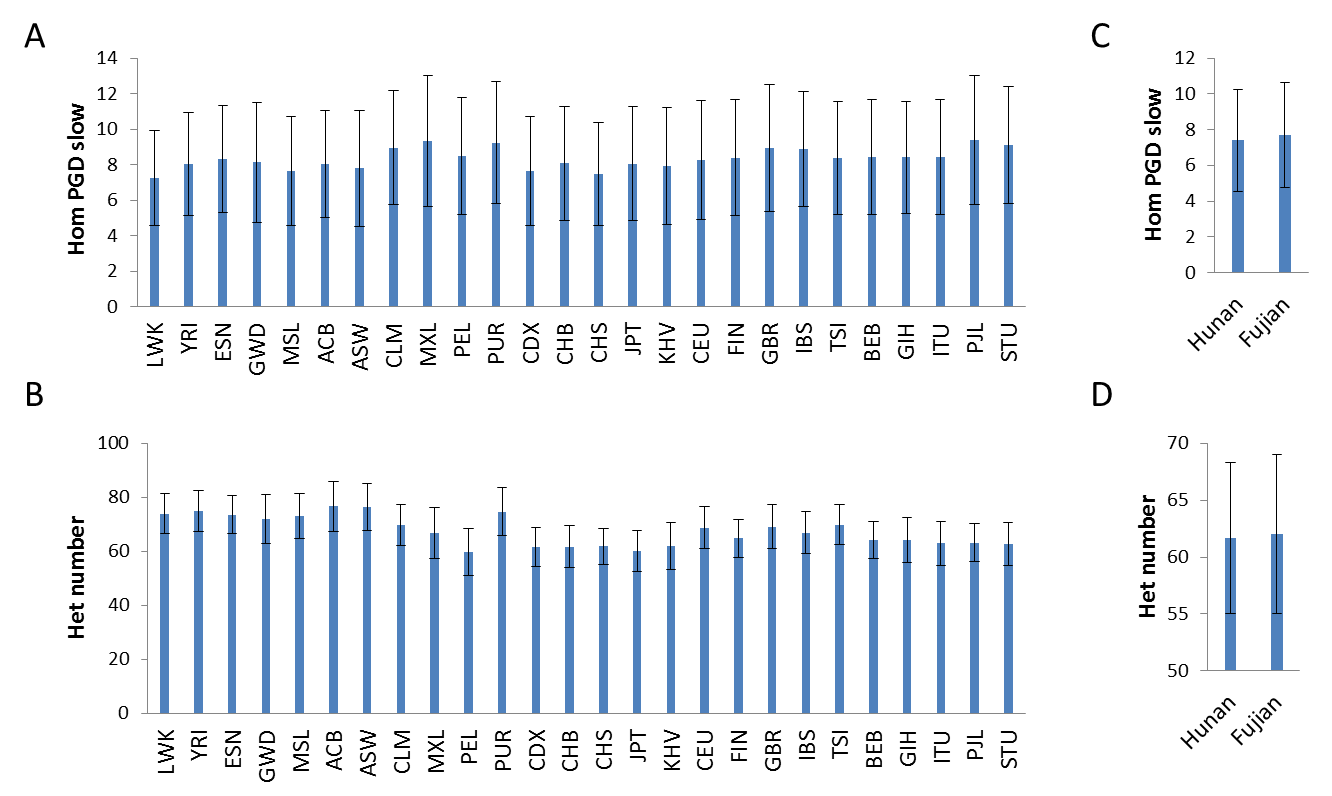 A
Hom PGD slow
14
12
10
8
6
4
2
0
LWK YRI ESN GWD MSL ACB ASW CLM MXL PEL PUR CDX CHB CHS JPT KHV CEU FIN GBR IBS TSI BEB GIH ITU PJL STU
B
Het number
100
80
60
40
20
0
LWK YRI ESN GWD MSL ACB ASW CLM MXL PEL PUR CDX CHB CHS JPT KHV CEU FIN GBR IBS TSI BEB GIH ITU PJL STU
C
Hom PGD slow
12
10
8
6
4
2
0
Hunan Fujian
D
Het number
70
65
60
55
50
Hunan Fujian